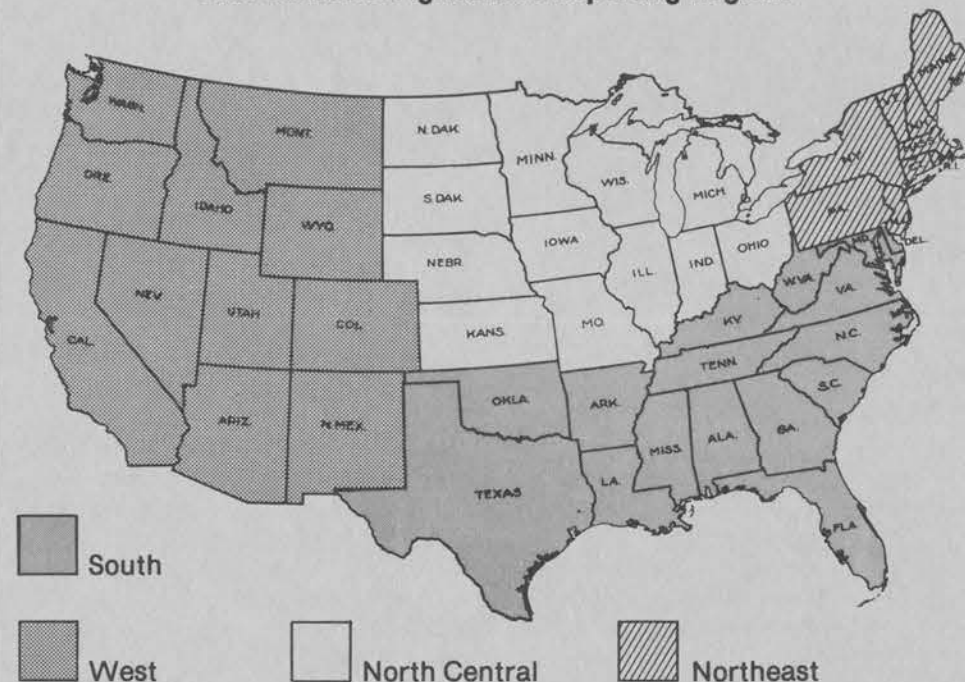 WASH.
MONT.
N. DAK.
MINN.
MAINE
VT.
N.H.
ORE.
IDAHO
WYO.
S. DAK.
WIS.
MICH.
N.Y.
MASS.
R.I.
NEV.
UTAH
COL.
NEBR.
IOWA
ILL.
IND.
OHIO
PA.
DEL.
W.VA.
VA.
CAL.
KANS.
MO.
KY.
N.C.
TENN.
ARIZ.
N. MEX.
OKLA.
ARK.
S.C.
MISS.
ALA.
GA.
TEXAS
LA.
FLA.
South
West
North Central
Northeast